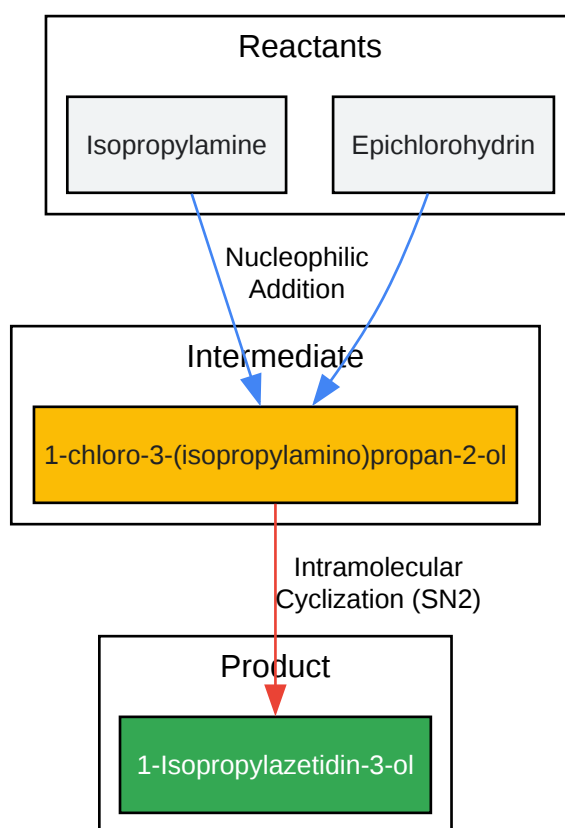 Reactants
Isopropylamine
Epichlorohydrin
Nucleophilic
Addition
Intermediate
1-chloro-3-(isopropylamino)propan-2-ol
Intramolecular
Cyclization (SN2)
Product
1-Isopropylazetidin-3-ol